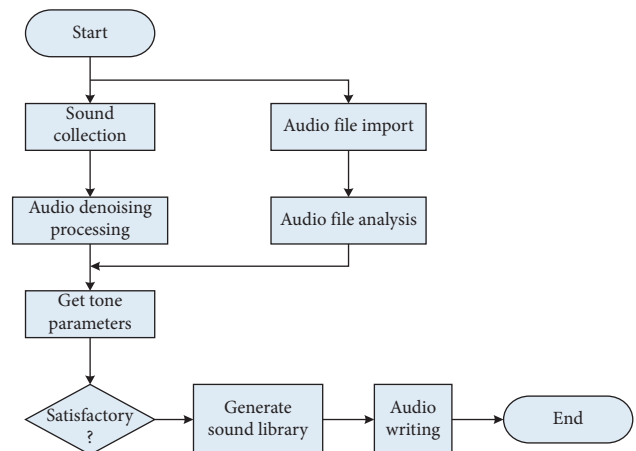 Start
Sound
collection
Audio file import
Audio denoising
processing
Audio file analysis
Get tone
parameters
Satisfactory
?
Generate
sound library
Audio
writing
End